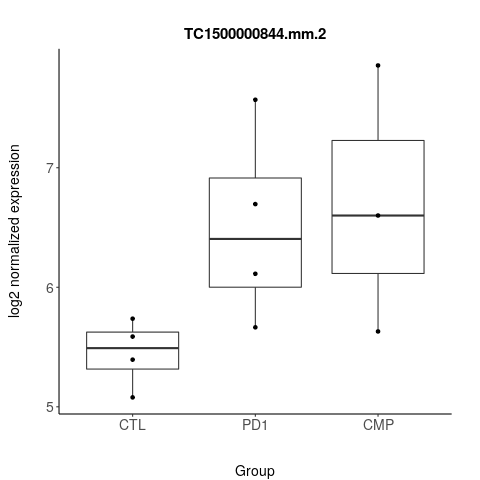 TC1500000844.mm.2
log2 normalized expression
7
6
5
CTL
PD1
CMP
Group